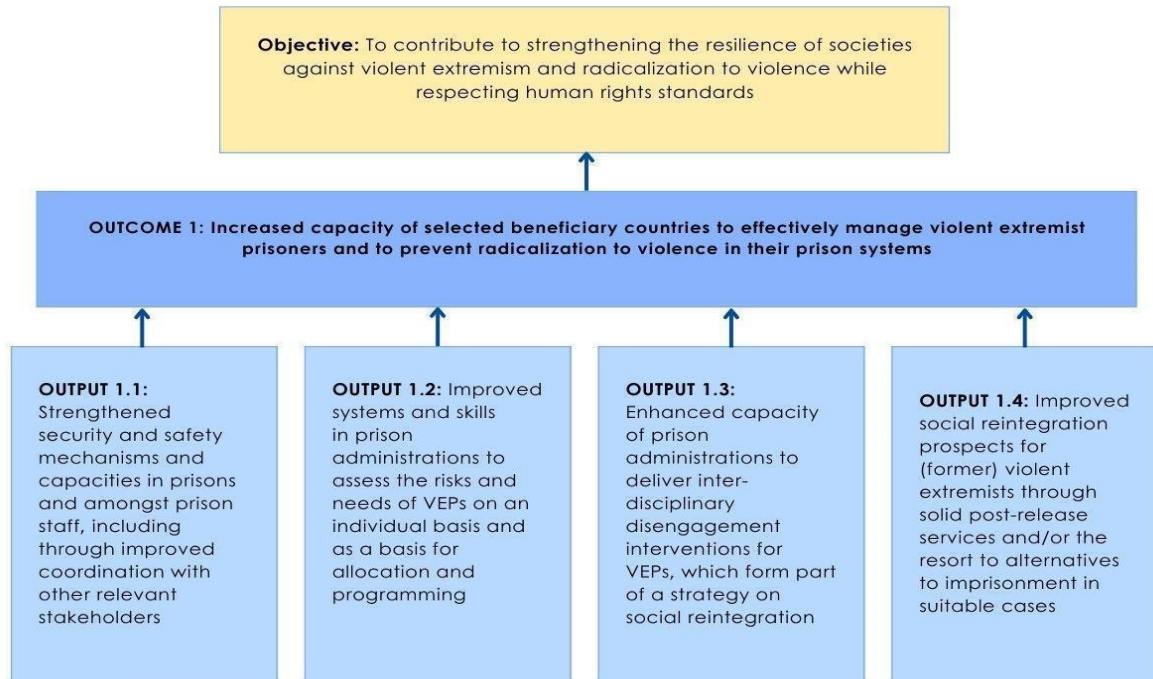 Objective: To contribute to strengthening the resilience of societies
against violent extremism and radicalization to violence while
respecting human rights standards
OUTCOME 1: Increased capacity of selected beneficiary countries to effectively manage violent extremist
prisoners and to prevent radicalization to violence in their prison systems
OUTPUT 1.1:
Strengthened
security and safety
mechanisms and
capacities in prisons
and amongst prison
staff, including
through improved
coordination with
other relevant
stakeholders
OUTPUT 1.2: Improved
systems and skills
in prison
administrations to
assess the risks and
needs of VEPs on an
individual basis and
as a basis for
allocation and
programming
OUTPUT 1.3:
Enhanced capacity
of prison
administrations to
deliver inter-
disciplinary
disengagement
interventions for
VEPs, which form part
of a strategy on
social reintegration
OUTPUT 1.4: Improved
social reintegration
prospects for
(former) violent
extremists through
solid post-release
services and/or the
resort to alternatives
to imprisonment in
suitable cases